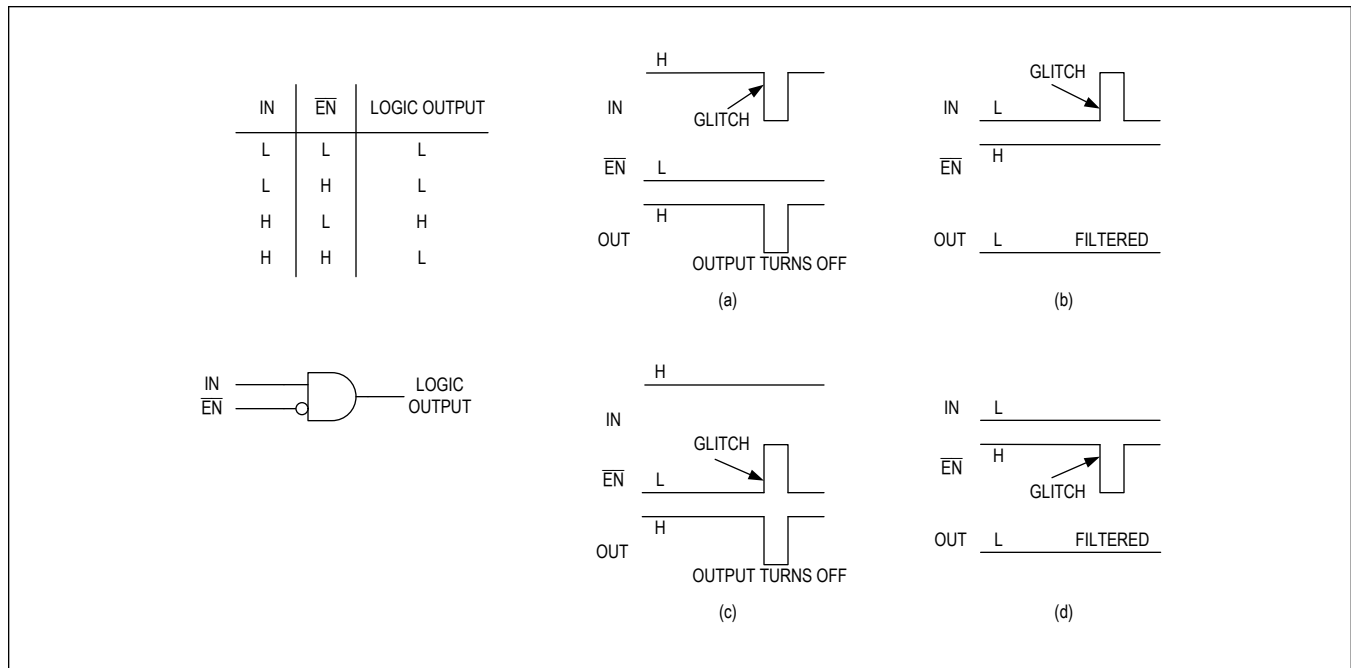 IN EN̅ LOGIC OUTPUT
L L L
L H L
H L H
H H L
IN
EN̅
LOGIC
OUTPUT
H
IN
GLITCH
EN̅ L
H
OUT
OUTPUT TURNS OFF
(a)
GLITCH
IN L
EN̅ H
OUT L FILTERED
(b)
H
IN
GLITCH
EN̅ L
H
OUT
OUTPUT TURNS OFF
(c)
IN L
EN̅ H
GLITCH
OUT L FILTERED
(d)